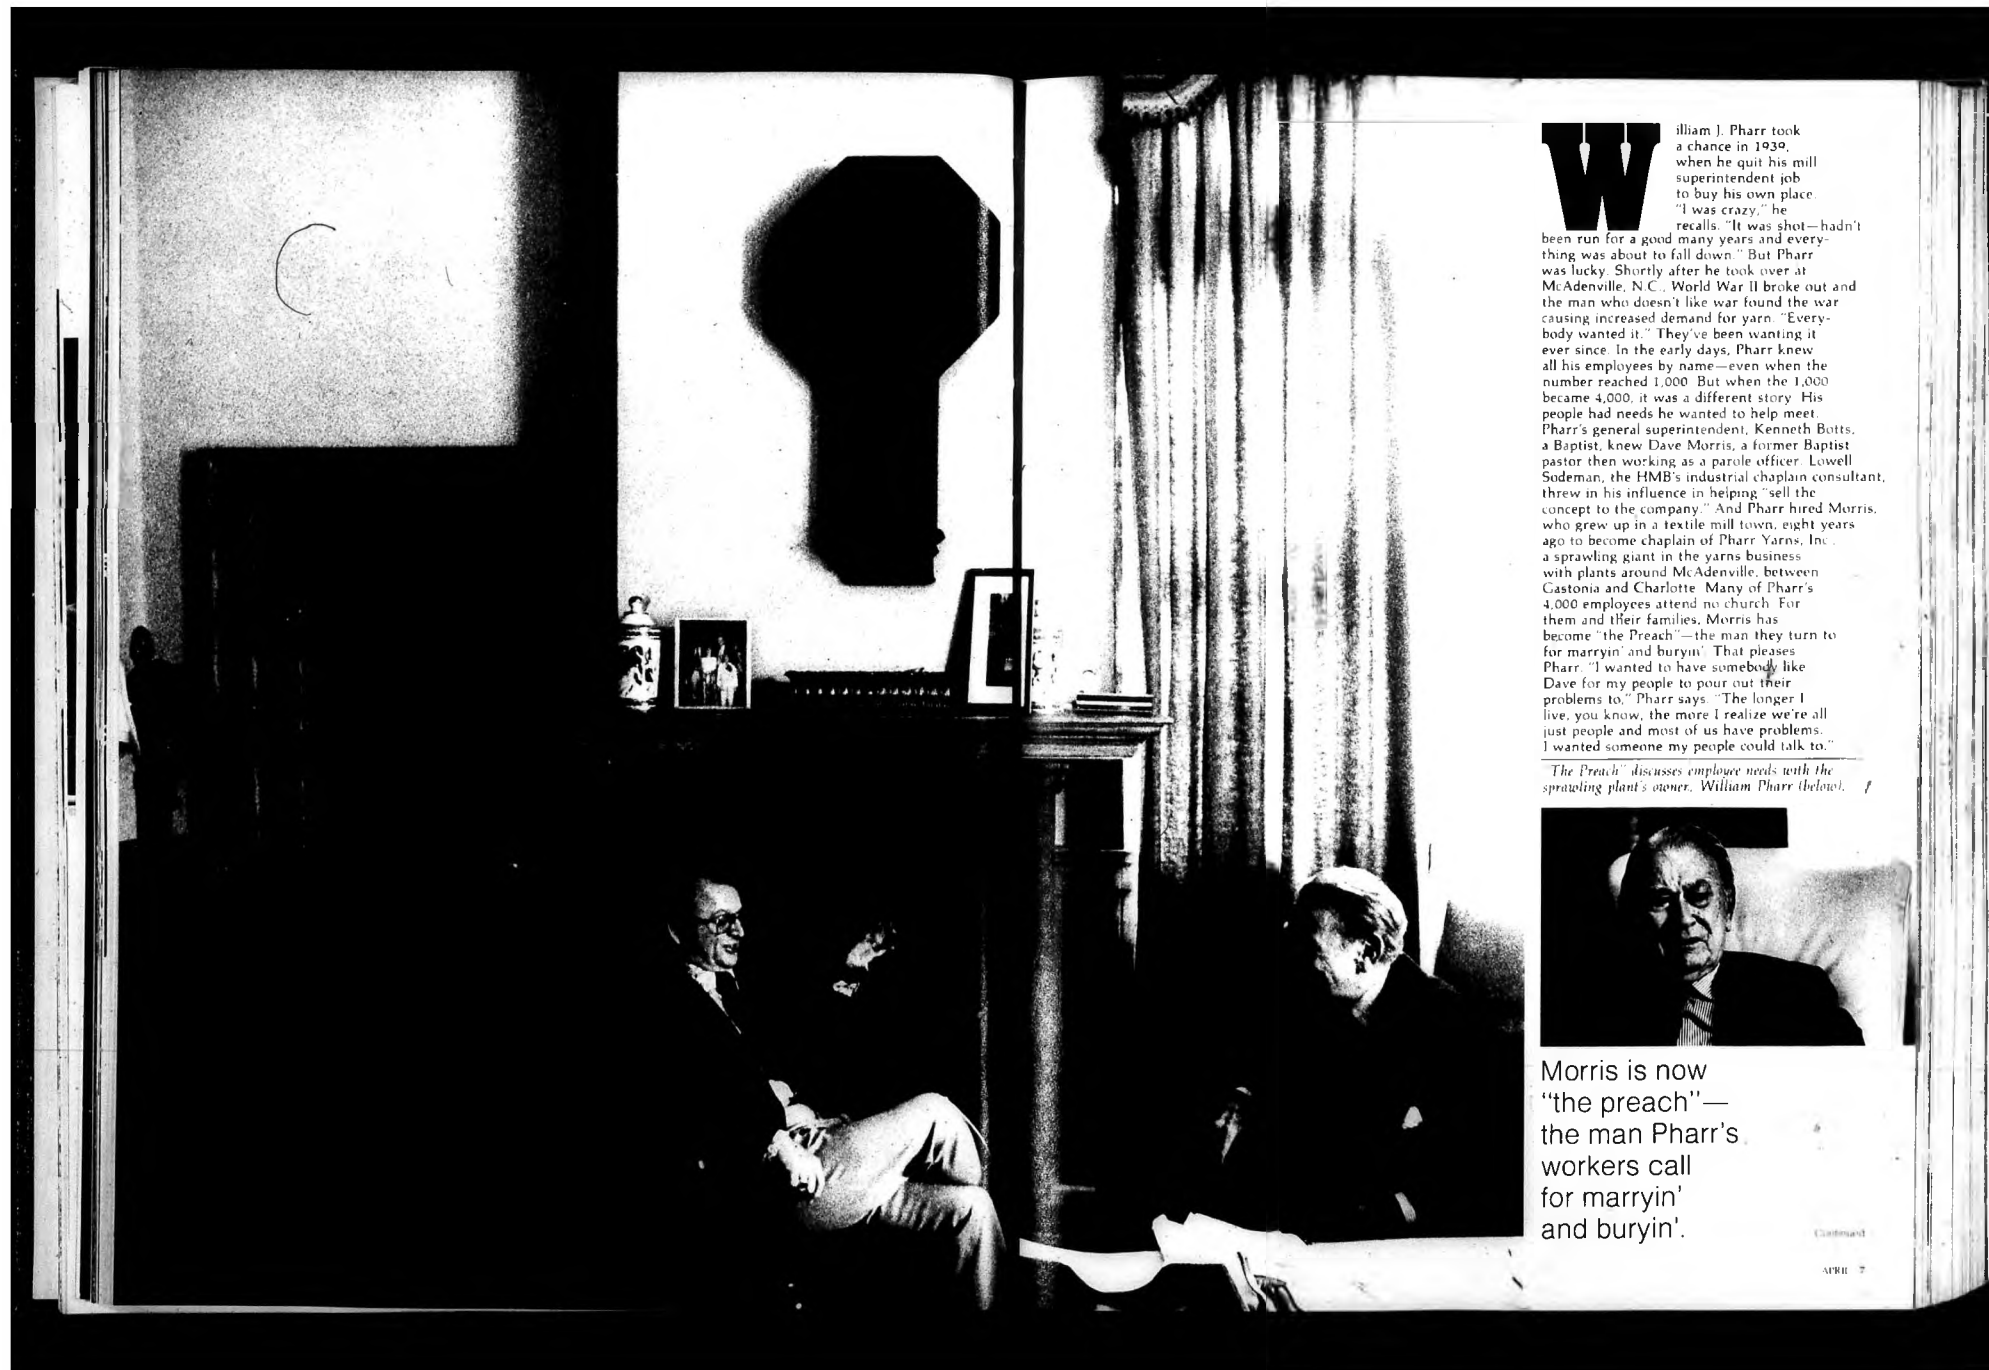 William J. Pharr took
a chance in 1939,
when he quit his mill
superintendent job
to buy his own place.
"I was crazy," he
recalls. "It was shot—hadn't
been run for a good many years and every-
thing was about to fall down." But Pharr
was lucky. Shortly after he took over at
McAdenville, N.C., World War II broke out and
the man who doesn't like war found the war
causing increased demand for yarn. "Every-
body wanted it." They've been wanting it
ever since. In the early days, Pharr knew
all his employees by name—even when the
number reached 1,000. But when the 1,000
became 4,000, it was a different story. His
people had needs he wanted to help meet.
Pharr's general superintendent, Kenneth Botts,
a Baptist, knew Dave Morris, a former Baptist
pastor then working as a parole officer. Lowell
Sodeman, the HMB's industrial chaplain consultant,
threw in his influence in helping "sell the
concept to the company." And Pharr hired Morris,
who grew up in a textile mill town, eight years
ago to become chaplain of Pharr Yarns, Inc.,
a sprawling giant in the yarns business
with plants around McAdenville, between
Gastonia and Charlotte. Many of Pharr's
4,000 employees attend no church. For
them and their families, Morris has
become "the Preach"—the man they turn to
for marryin' and buryin'. That pleases
Pharr. "I wanted to have somebody like
Dave for my people to pour out their
problems to," Pharr says. "The longer I
live, you know, the more I realize we're all
just people and most of us have problems.
I wanted someone my people could talk to."
"The Preach" discusses employee needs with the
sprawling plant's owner, William Pharr (below).
Morris is now
"the preach"—
the man Pharr's
workers call
for marryin'
and buryin'.
Continued
APRIL 7